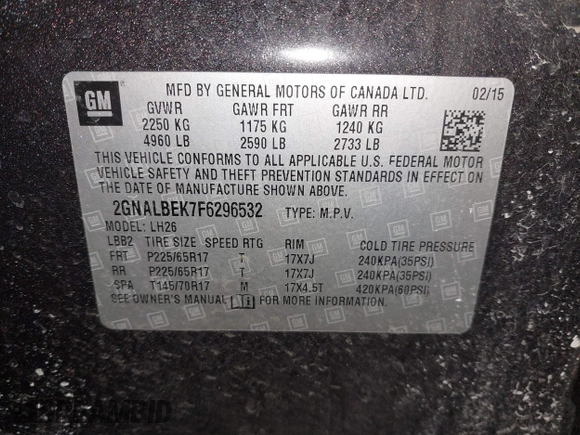 GM
MFD BY GENERAL MOTORS OF CANADA LTD. 02/15
GVWR GAWR FRT GAWR RR
2250 KG 1175 KG 1240 KG
4960 LB 2590 LB 2733 LB
THIS VEHICLE CONFORMS TO ALL APPLICABLE U.S. FEDERAL MOTOR
VEHICLE SAFETY AND THEFT PREVENTION STANDARDS IN EFFECT ON
THE DATE OF MANUFACTURE SHOWN ABOVE.
2GNALBEK7F6296532 TYPE: M.P.V.
MODEL: LH26
LBB2 TIRE SIZE SPEED RTG RIM COLD TIRE PRESSURE
FRT P225/65R17 T 17X7J 240KPA(35PSI)
RR P225/65R17 T 17X7J 240KPA(35PSI)
SPA T145/70R17 M 17X4.5T 420KPA(60PSI)
SEE OWNER'S MANUAL i FOR MORE INFORMATION